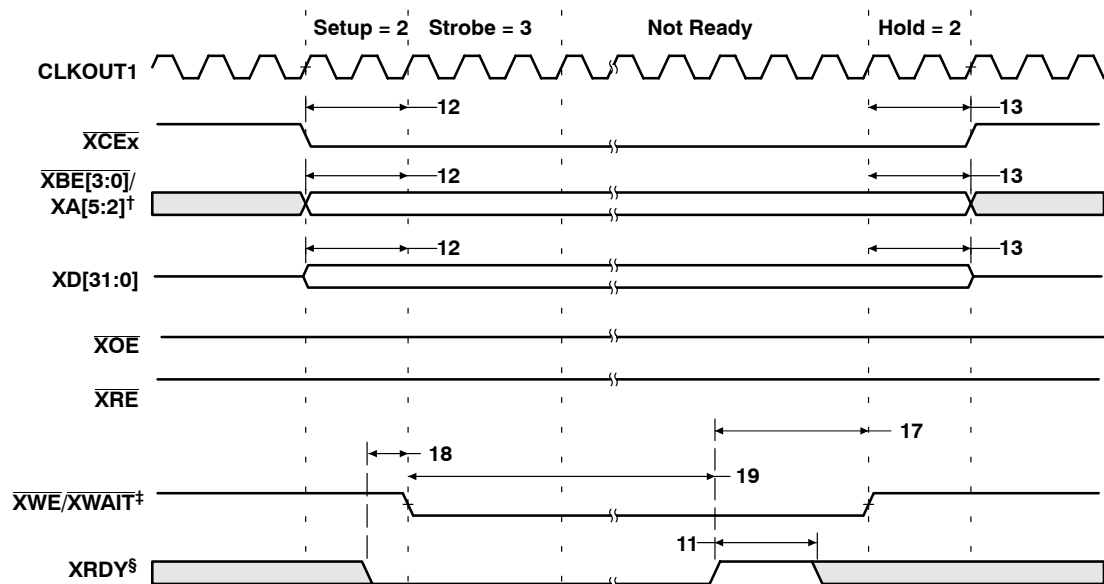 Setup = 2 Strobe = 3 Not Ready Hold = 2
CLKOUT1
12 13
XCEx
12 13
XBE[3:0]/
XA[5:2]†
12 13
XD[31:0]
XOE
XRE
17
18
19
XWE/XWAIT‡
11
XRDY§